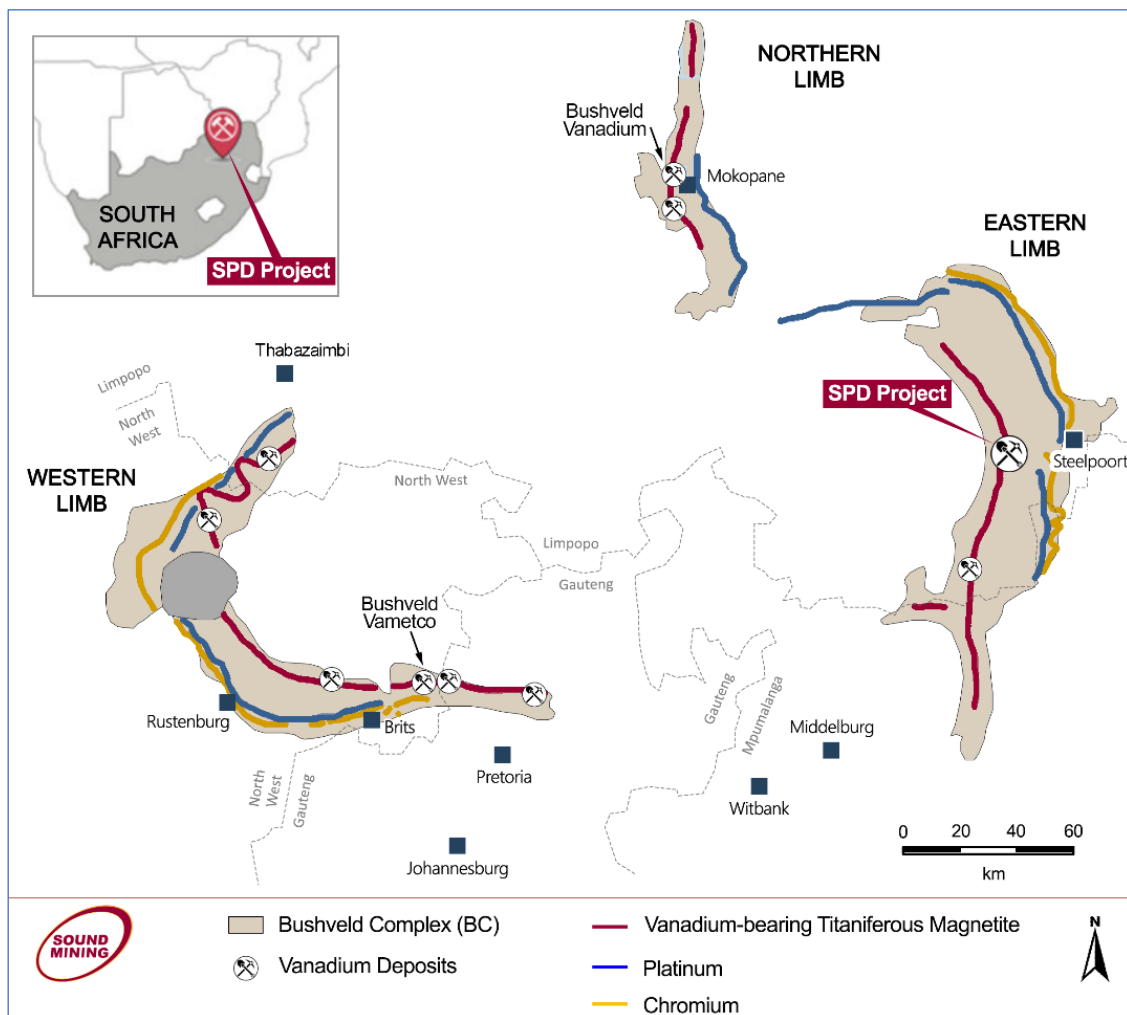 SOUTH
AFRICA
SPD Project
NORTHERN
LIMB
Bushveld
Vanadium
Mokopane
EASTERN
LIMB
SPD Project
Steelpoort
Thabazaimbi
Limpopo
North
West
WESTERN
LIMB
North West
Limpopo
Gauteng
Bushveld
Vametco
Rustenburg
Brits
Gauteng
Mpumalanga
Middelburg
Pretoria
North
West
Gauteng
Witbank
Johannesburg
0 20 40 60
km
SOUND
MINING
Bushveld Complex (BC)
Vanadium Deposits
Vanadium-bearing Titaniferous Magnetite
Platinum
Chromium
N